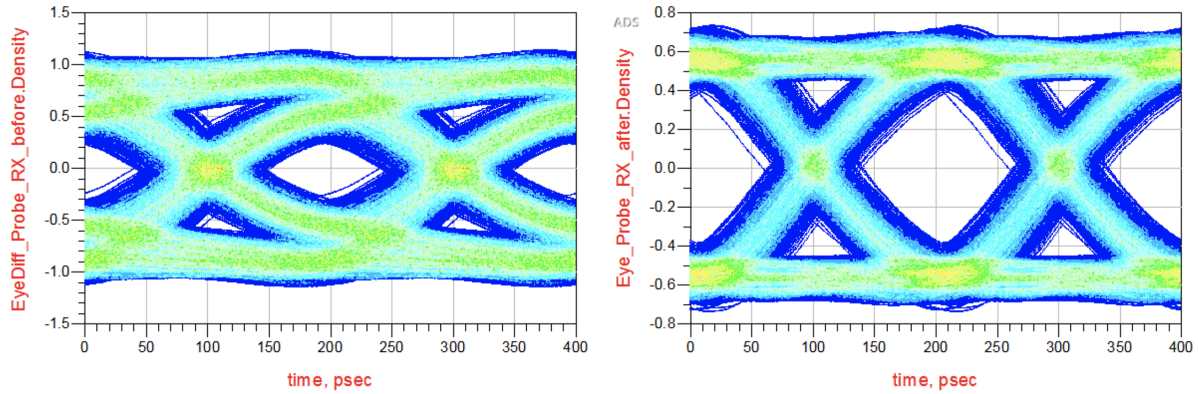 EyeDiff_Probe_RX_before.Density
1.5
1.0
0.5
0.0
-0.5
-1.0
-1.5
0 50 100 150 200 250 300 350 400
time, psec
ADS
Eye_Probe_RX_after.Density
0.8
0.6
0.4
0.2
0.0
-0.2
-0.4
-0.6
-0.8
0 50 100 150 200 250 300 350 400
time, psec